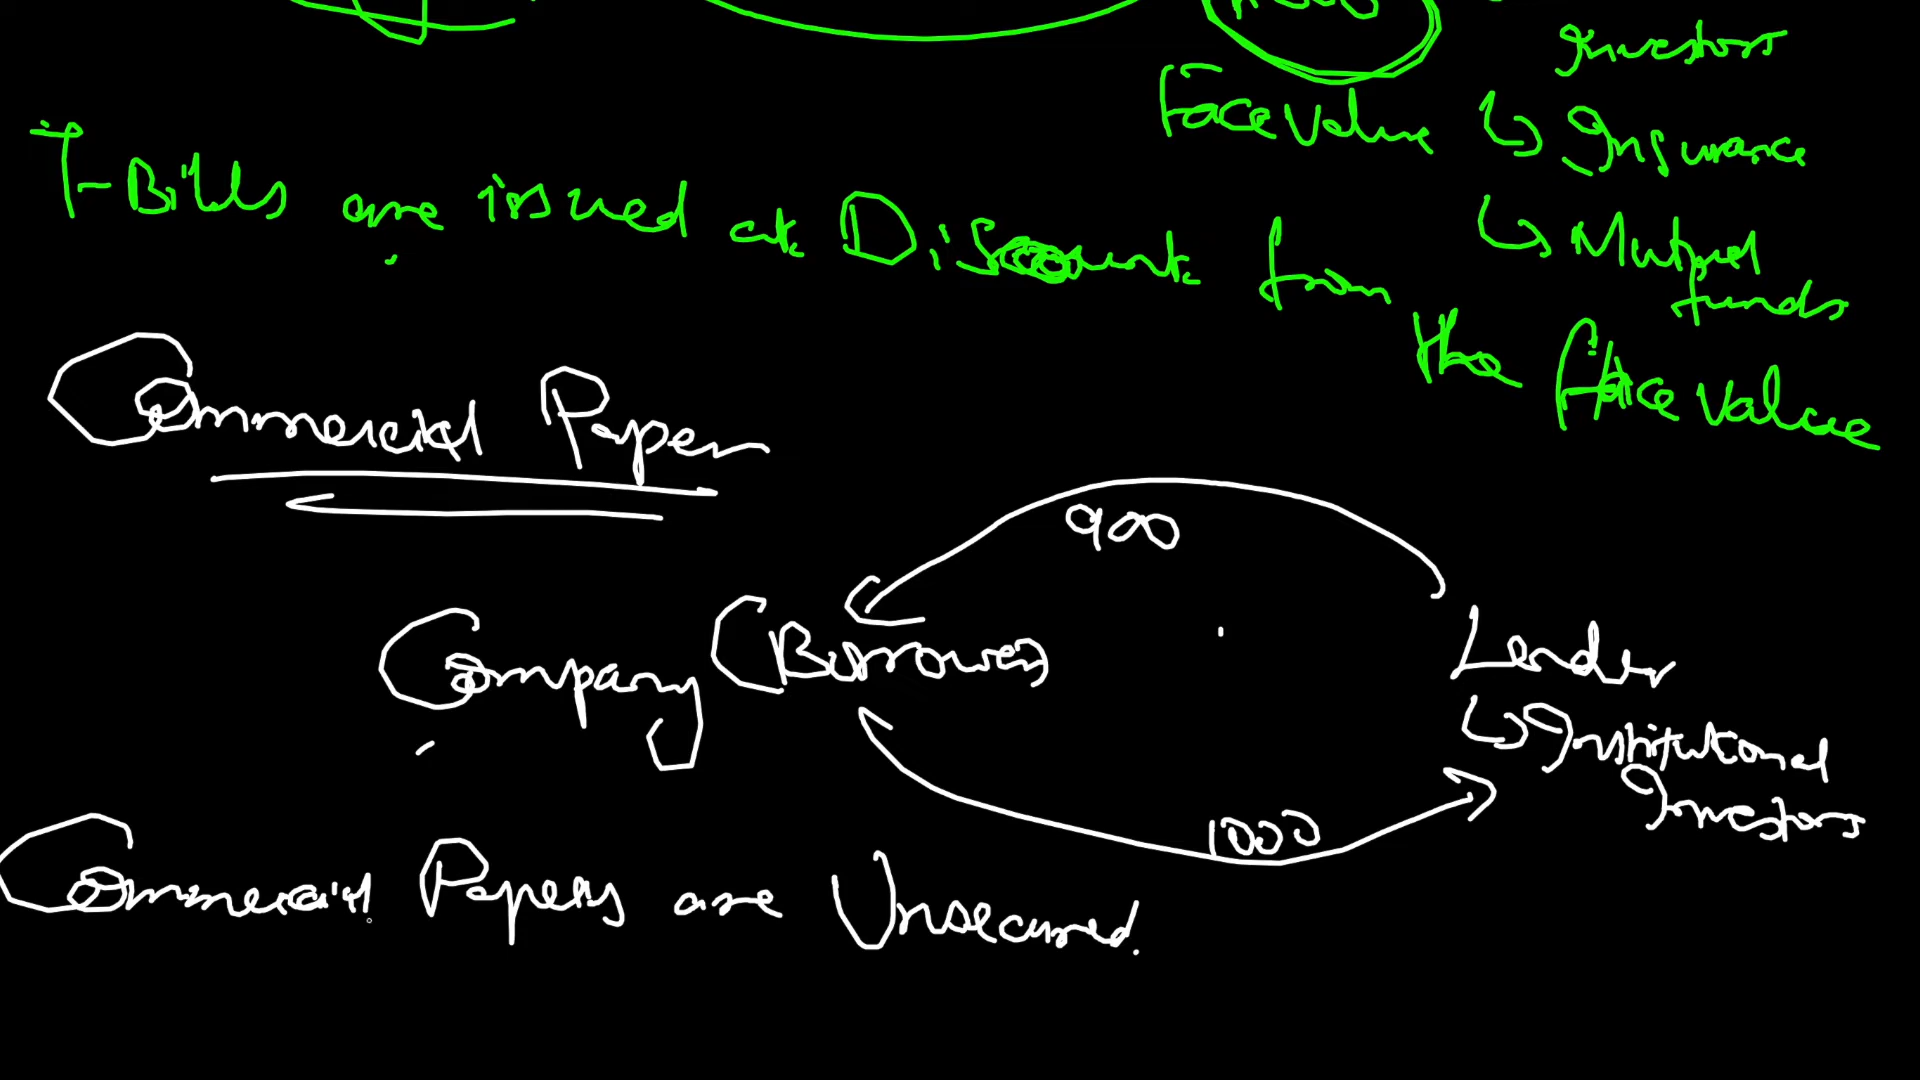 Investors
Face Value
↳ Insurance
T-Bills are issued at Discount from
↳ Mutual
funds
the Face Value
Commercial Paper
900
Company (Borrower)
Lender
↳ Institutional
Investors
1000
Commercial Papers are Unsecured.